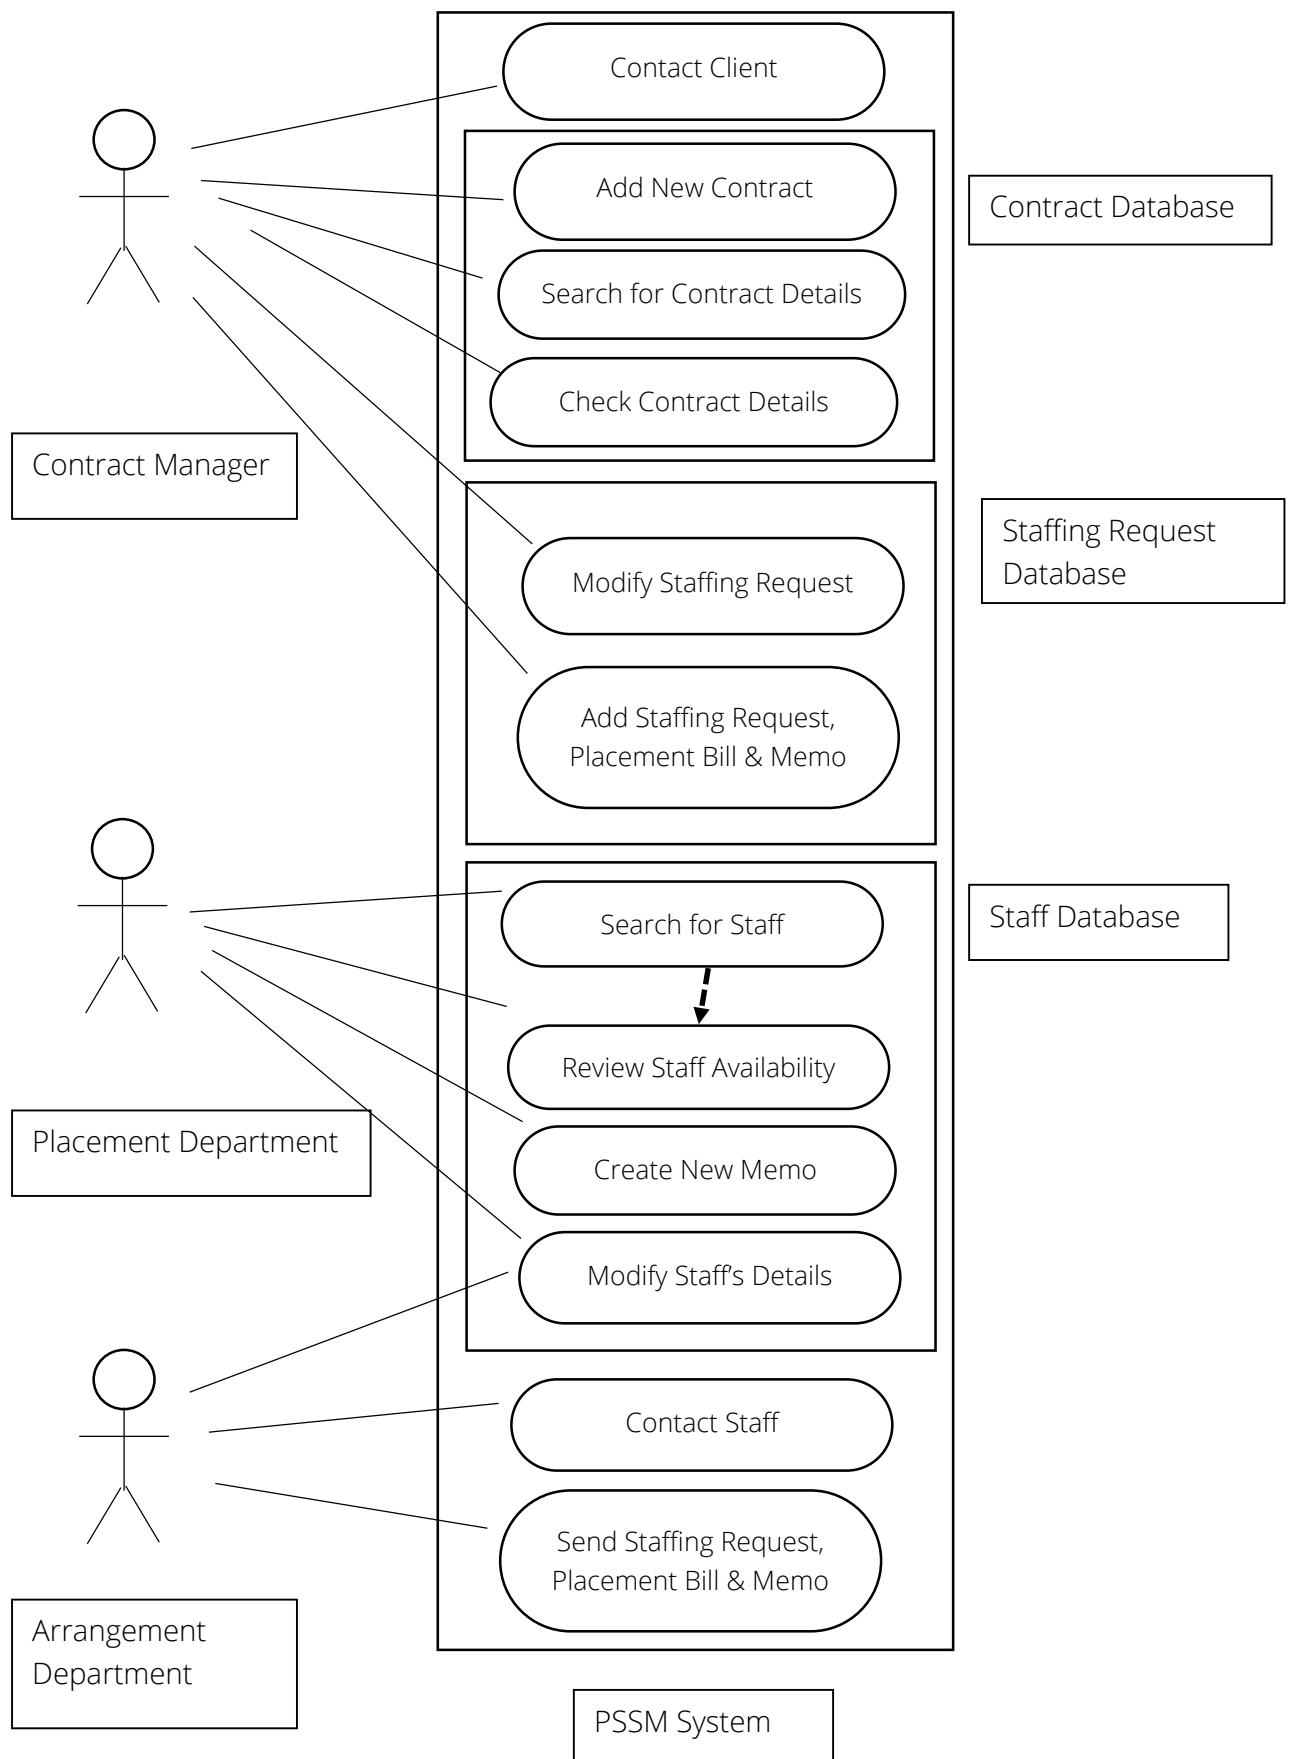 Contact Client
Add New Contract
Contract Database
Search for Contract Details
Check Contract Details
Contract Manager
Staffing Request
Database
Modify Staffing Request
Add Staffing Request,
Placement Bill & Memo
Search for Staff
Staff Database
Review Staff Availability
Placement Department
Create New Memo
Modify Staff’s Details
Contact Staff
Send Staffing Request,
Placement Bill & Memo
Arrangement
Department
PSSM System